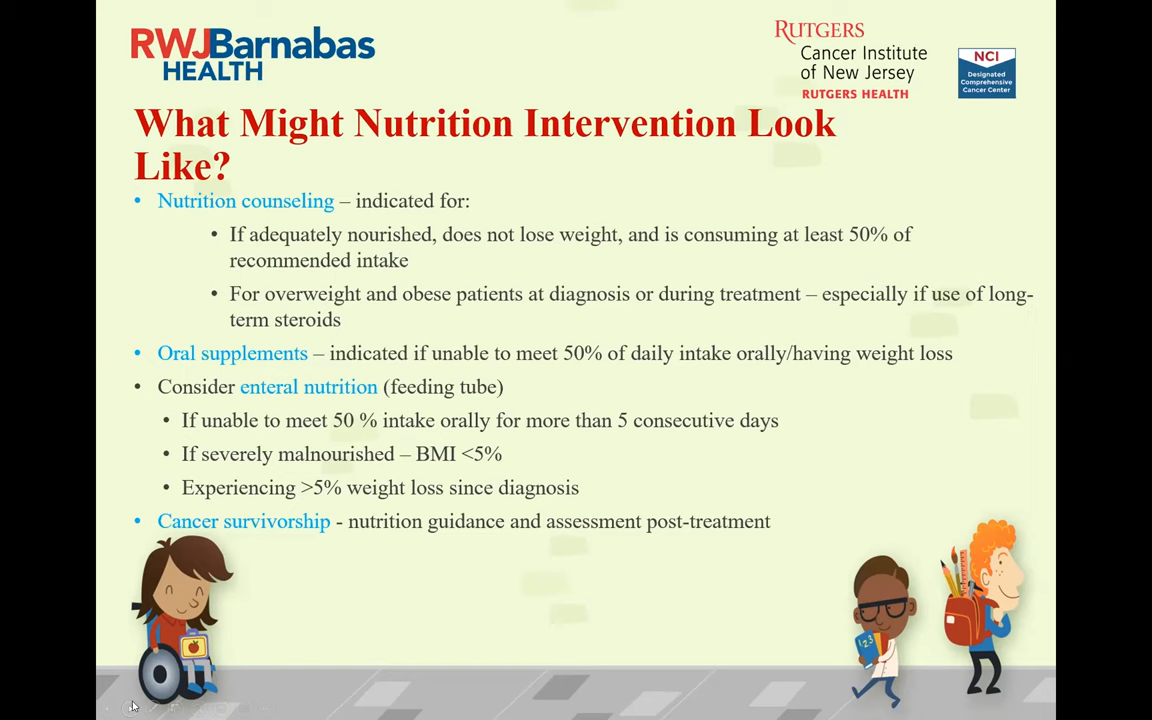 RWJBarnabas
HEALTH
RUTGERS
Cancer Institute
of New Jersey
RUTGERS HEALTH
NCI
Designated
Comprehensive
Cancer Center
What Might Nutrition Intervention Look
Like?
• Nutrition counseling – indicated for:
• If adequately nourished, does not lose weight, and is consuming at least 50% of
recommended intake
• For overweight and obese patients at diagnosis or during treatment – especially if use of long-
term steroids
• Oral supplements – indicated if unable to meet 50% of daily intake orally/having weight loss
• Consider enteral nutrition (feeding tube)
• If unable to meet 50 % intake orally for more than 5 consecutive days
• If severely malnourished – BMI <5%
• Experiencing >5% weight loss since diagnosis
• Cancer survivorship - nutrition guidance and assessment post-treatment
123